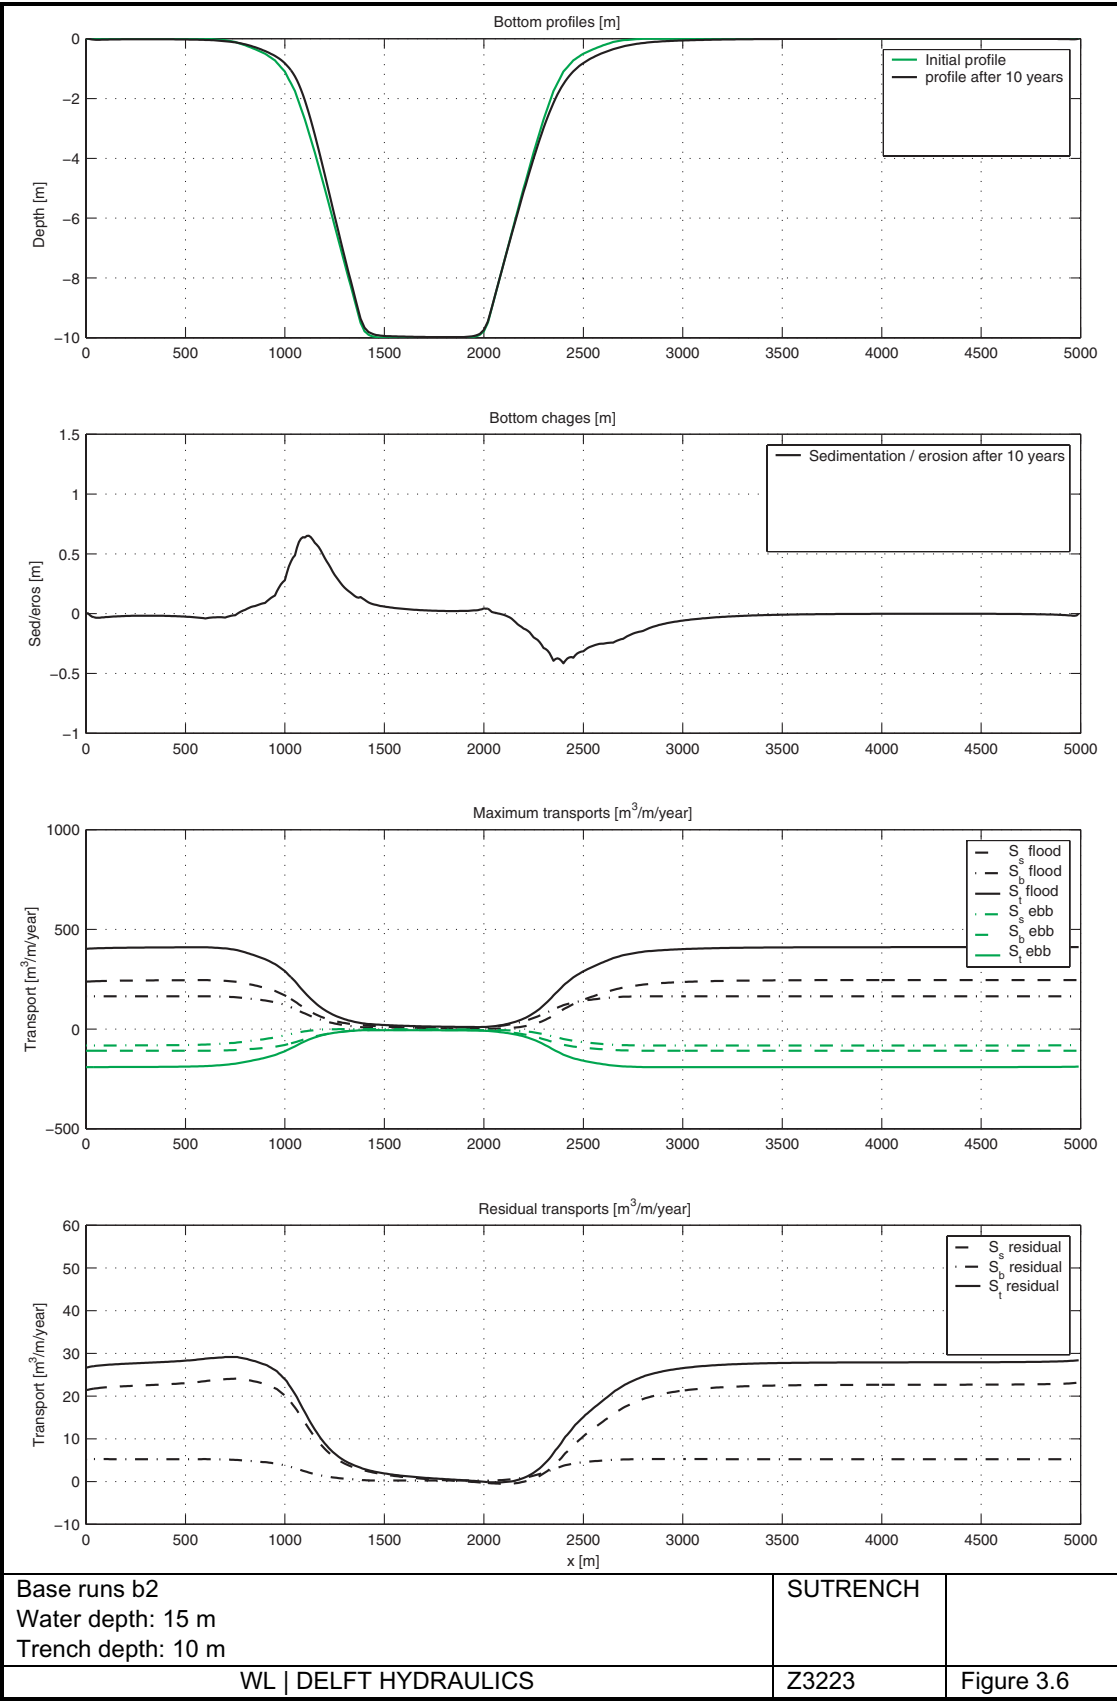 Bottom profiles [m]
Initial profile
profile after 10 years
Depth [m]
0
−2
−4
−6
−8
−10
0 500 1000 1500 2000 2500 3000 3500 4000 4500 5000
Bottom chages [m]
Sedimentation / erosion after 10 years
Sed/eros [m]
1.5
1
0.5
0
−0.5
−1
0 500 1000 1500 2000 2500 3000 3500 4000 4500 5000
Maximum transports [m3/m/year]
Ss flood
Sb flood
St flood
Ss ebb
Sb ebb
St ebb
Transport [m3/m/year]
1000
500
0
−500
0 500 1000 1500 2000 2500 3000 3500 4000 4500 5000
Residual transports [m3/m/year]
Ss residual
Sb residual
St residual
Transport [m3/m/year]
60
50
40
30
20
10
0
−10
0 500 1000 1500 2000 2500 3000 3500 4000 4500 5000
x [m]
Base runs b2
Water depth: 15 m
Trench depth: 10 m
SUTRENCH
WL | DELFT HYDRAULICS
Z3223
Figure 3.6